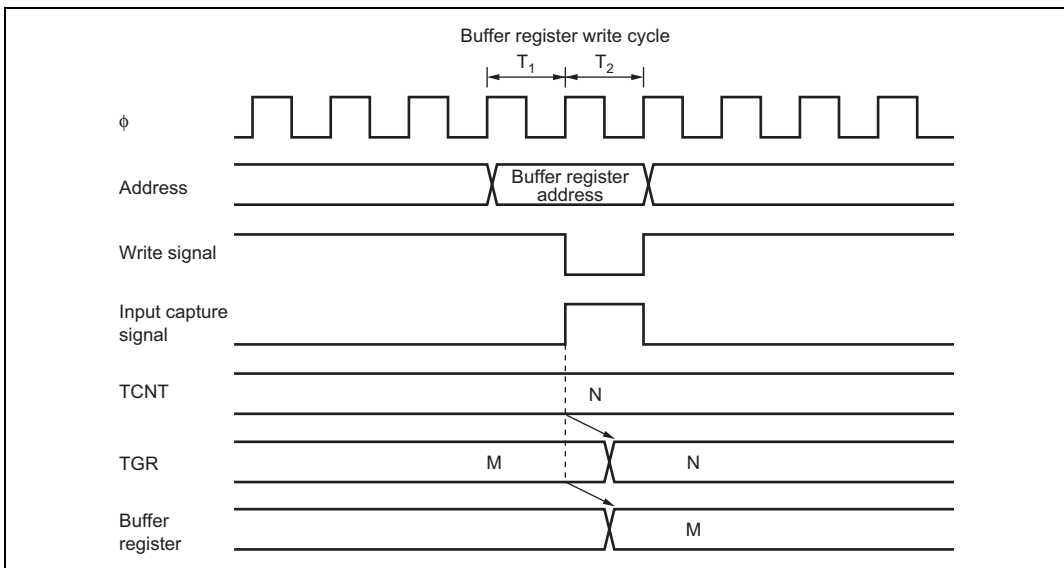 Buffer register write cycle
T1 T2
ϕ
Address
Buffer register
address
Write signal
Input capture
signal
TCNT
N
TGR
M N
Buffer
register
M